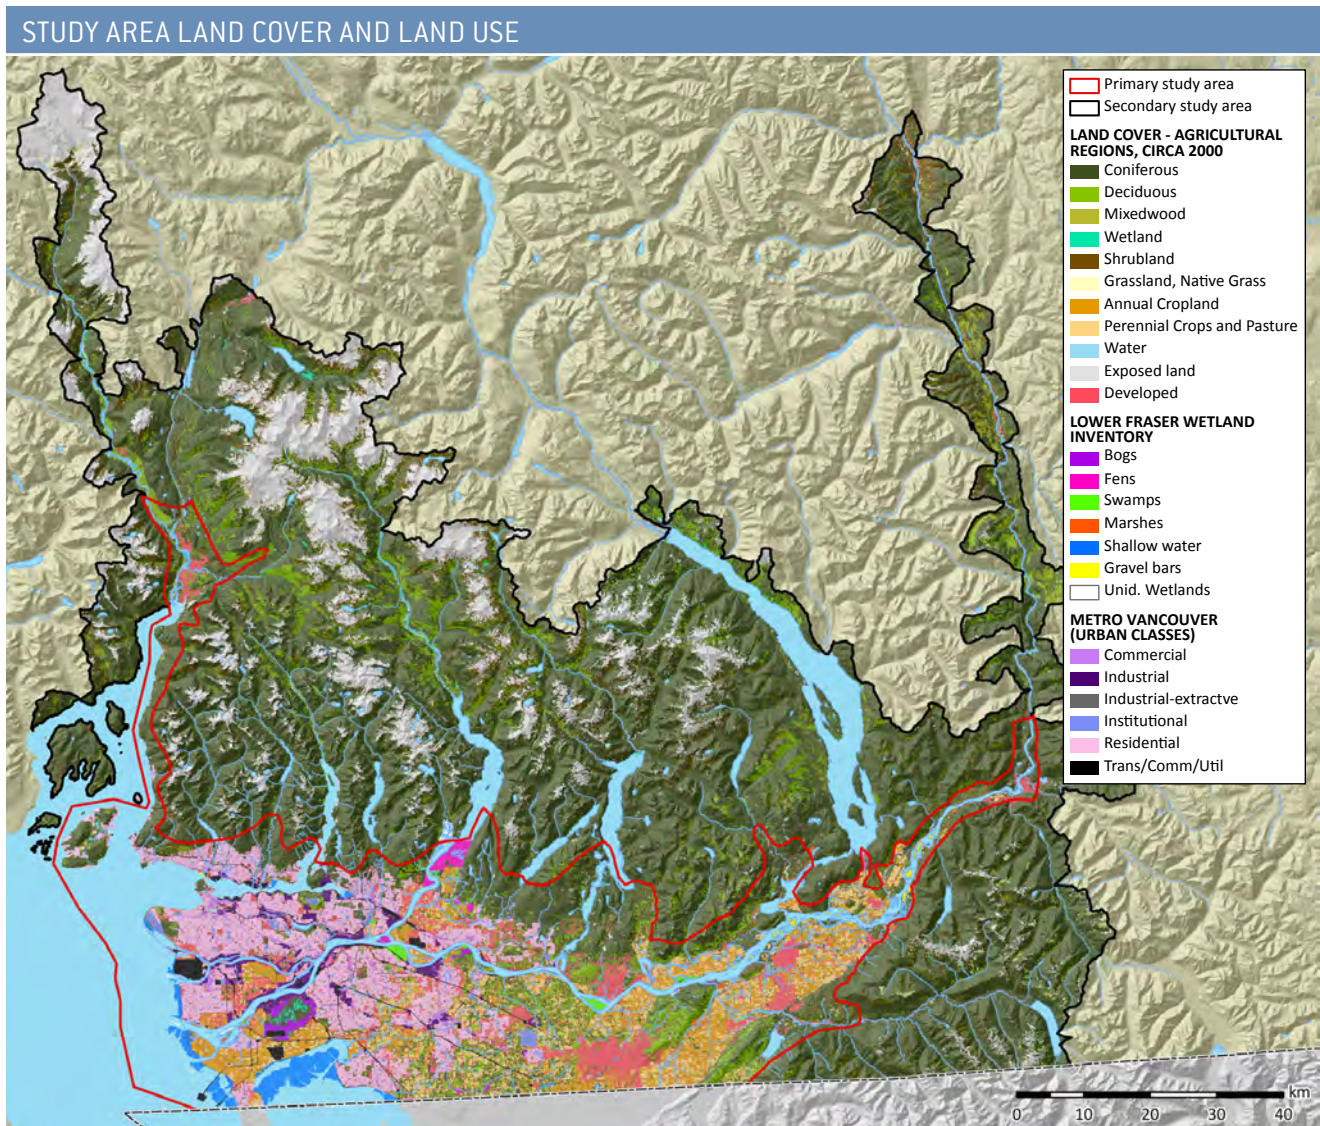 STUDY AREA LAND COVER AND LAND USE
Primary study area
Secondary study area
LAND COVER - AGRICULTURAL
REGIONS, CIRCA 2000
Coniferous
Deciduous
Mixedwood
Wetland
Shrubland
Grassland, Native Grass
Annual Cropland
Perennial Crops and Pasture
Water
Exposed land
Developed
LOWER FRASER WETLAND
INVENTORY
Bogs
Fens
Swamps
Marshes
Shallow water
Gravel bars
Unid. Wetlands
METRO VANCOUVER
(URBAN CLASSES)
Commercial
Industrial
Industrial-extractve
Institutional
Residential
Trans/Comm/Util
km
0 10 20 30 40